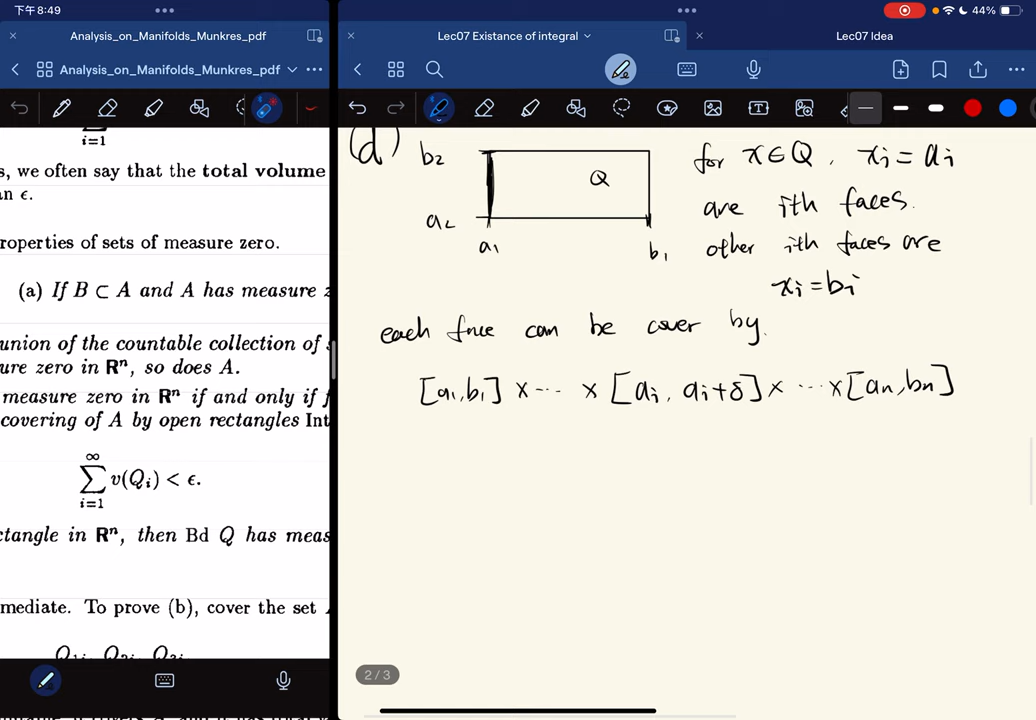 下午8:49
44%
Analysis_on_Manifolds_Munkres_pdf
Lec07 Existance of integral
Lec07 Idea
Analysis_on_Manifolds_Munkres_pdf
i=1
s, we often say that the total volume
an ϵ.
roperties of sets of measure zero.
(a) If B ⊂ A and A has measure z
union of the countable collection of
ure zero in Rⁿ, so does A.
measure zero in Rⁿ if and only if f
covering of A by open rectangles Int
∞
∑ v(Qᵢ) < ϵ.
i=1
ctangle in Rⁿ, then Bd Q has meas
mediate. To prove (b), cover the set
(d)
b₂
Q
a₂
a₁
b₁
for x∈Q, xᵢ=aᵢ
are ith faces.
other ith faces are
xᵢ=bᵢ
each face can be cover by.
[a₁,b₁] × ··· × [aᵢ, aᵢ+δ] × ··· × [aₙ,bₙ]
2 / 3